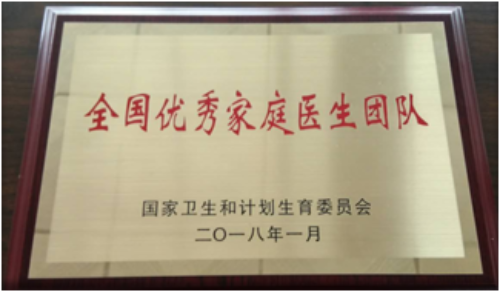 全国优秀家庭医生团队
国家卫生和计划生育委员会
二〇一八年一月